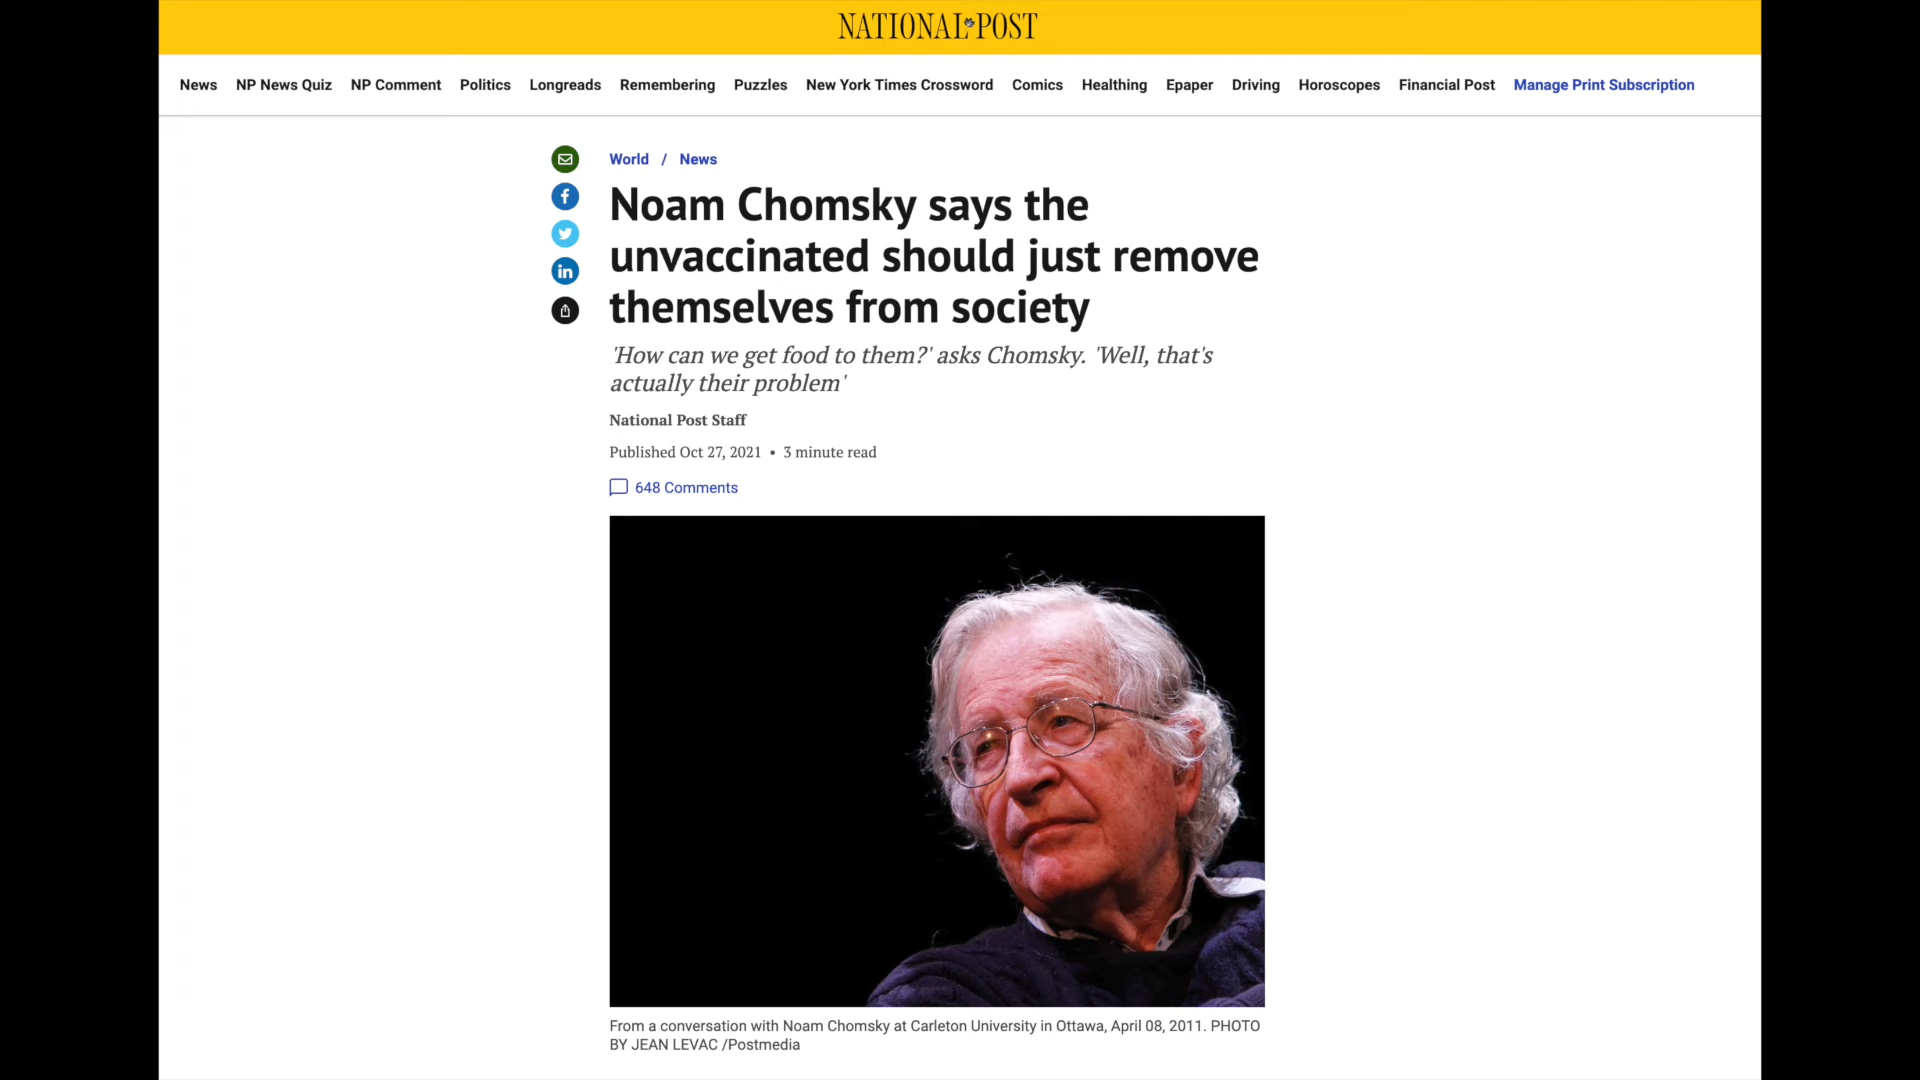 NATIONAL POST
News NP News Quiz NP Comment Politics Longreads Remembering Puzzles New York Times Crossword Comics Healthing Epaper Driving Horoscopes Financial Post Manage Print Subscription
World / News
Noam Chomsky says the
unvaccinated should just remove
themselves from society
'How can we get food to them?' asks Chomsky. 'Well, that's
actually their problem'
National Post Staff
Published Oct 27, 2021 • 3 minute read
648 Comments
From a conversation with Noam Chomsky at Carleton University in Ottawa, April 08, 2011. PHOTO
BY JEAN LEVAC /Postmedia